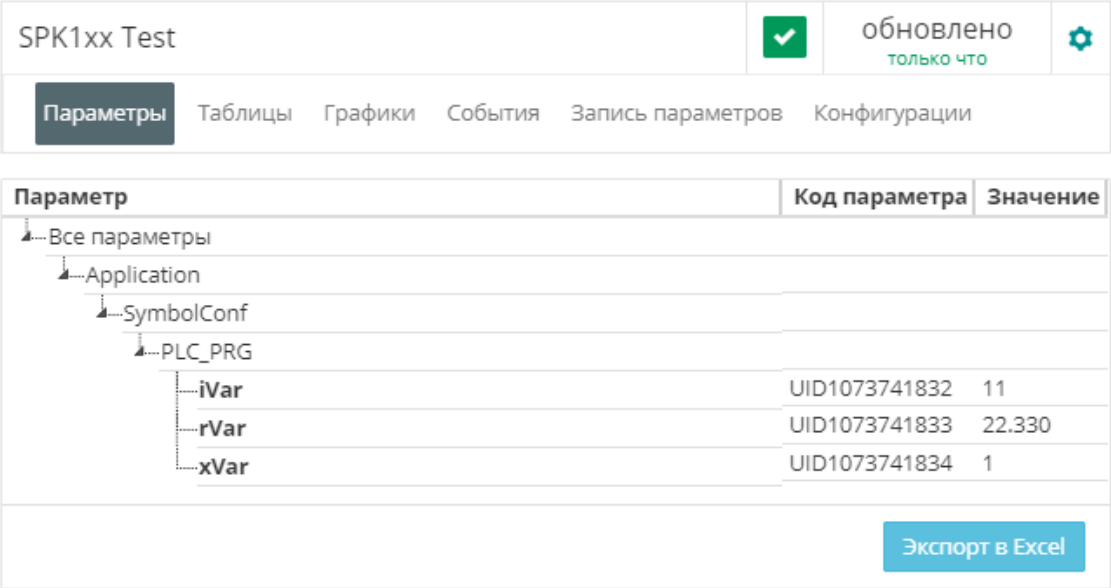 SPK1xx Test
обновлено
только что
Параметры Таблицы Графики События Запись параметров Конфигурации
Параметр Код параметра Значение
Все параметры
Application
SymbolConf
PLC_PRG
iVar UID1073741832 11
rVar UID1073741833 22.330
xVar UID1073741834 1
Экспорт в Excel